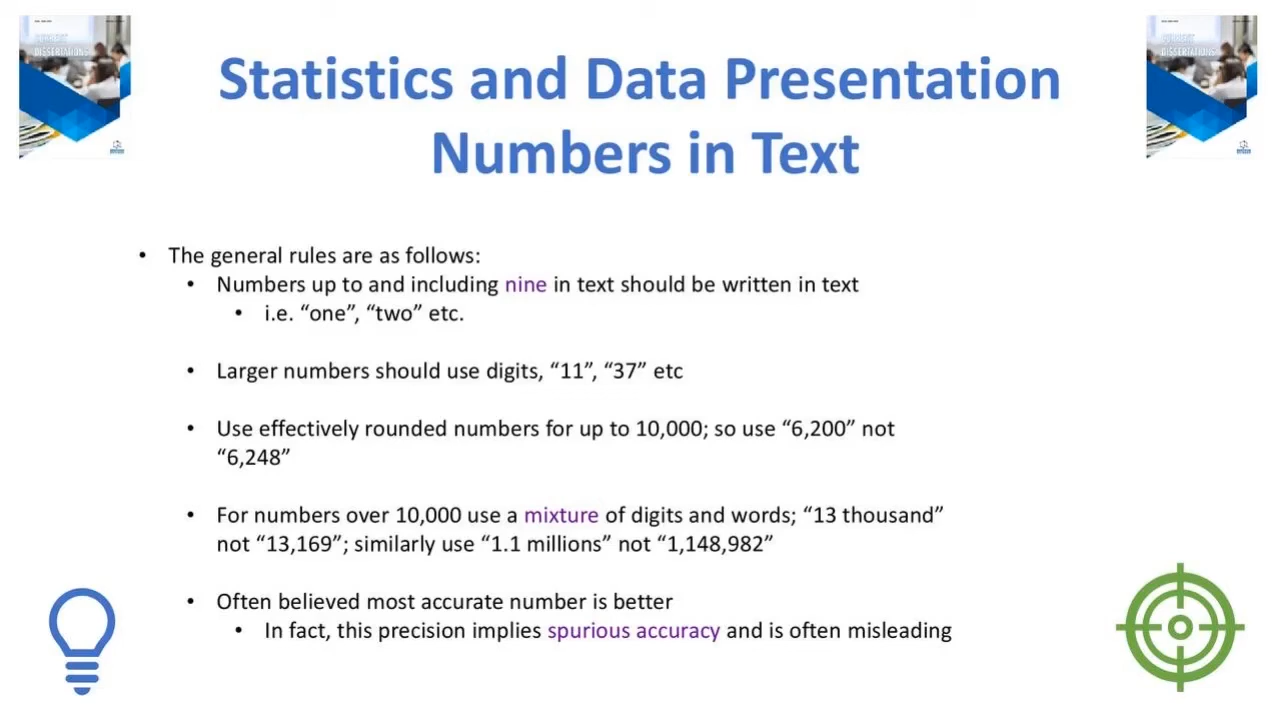 CURRENT
DISSERTATIONS
CURRENT
DISSERTATIONS
Statistics and Data Presentation
Numbers in Text
• The general rules are as follows:
• Numbers up to and including nine in text should be written in text
• i.e. “one”, “two” etc.
• Larger numbers should use digits, “11”, “37” etc
• Use effectively rounded numbers for up to 10,000; so use “6,200” not
“6,248”
• For numbers over 10,000 use a mixture of digits and words; “13 thousand”
not “13,169”; similarly use “1.1 millions” not “1,148,982”
• Often believed most accurate number is better
• In fact, this precision implies spurious accuracy and is often misleading